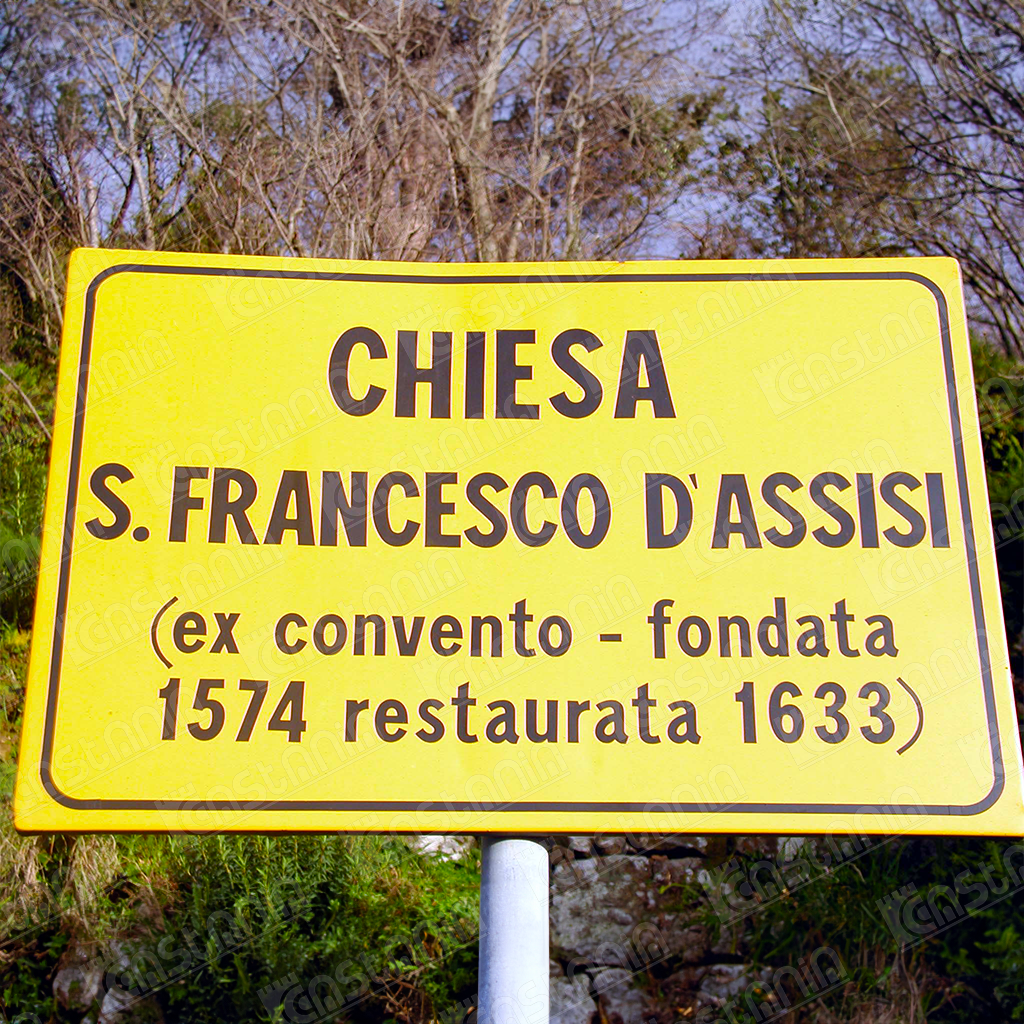 CHIESA
S. FRANCESCO D'ASSISI
(ex convento - fondata
1574 restaurata 1633)